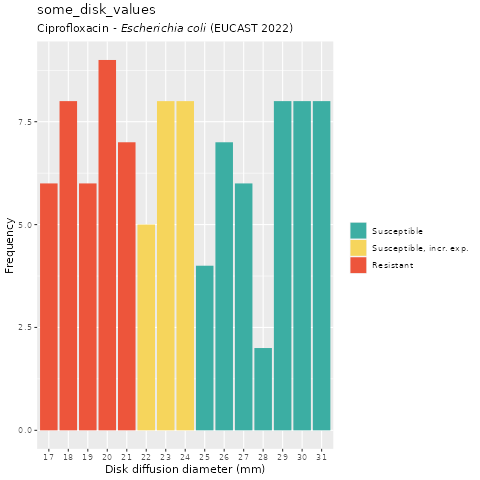 some_disk_values
Ciprofloxacin - Escherichia coli (EUCAST 2022)
7.5
5.0
2.5
0.0
Frequency
17 18 19 20 21 22 23 24 25 26 27 28 29 30 31
Disk diffusion diameter (mm)
Susceptible
Susceptible, incr. exp.
Resistant